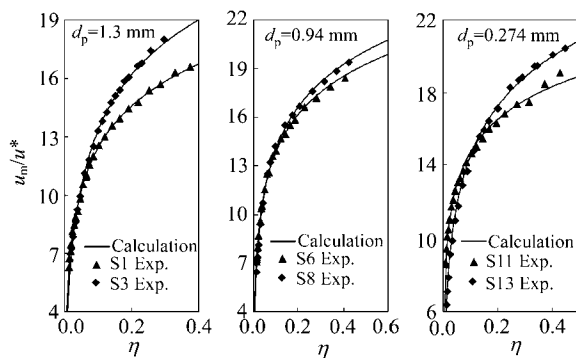 u_m/u*
d_p=1.3 mm
19
16
13
10
7
4
Calculation
S1 Exp.
S3 Exp.
0.0 0.2 0.4
η
d_p=0.94 mm
22
19
16
13
10
7
4
Calculation
S6 Exp.
S8 Exp.
0.0 0.2 0.4 0.6
η
d_p=0.274 mm
22
18
14
10
6
Calculation
S11 Exp.
S13 Exp.
0.0 0.2 0.4 0.6
η